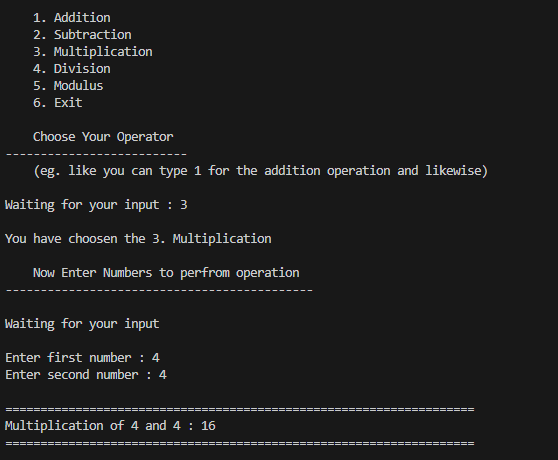 1. Addition
2. Subtraction
3. Multiplication
4. Division
5. Modulus
6. Exit
Choose Your Operator
--------------------------
(eg. like you can type 1 for the addition operation and likewise)
Waiting for your input : 3
You have choosen the 3. Multiplication
Now Enter Numbers to perfrom operation
--------------------------------------------
Waiting for your input
Enter first number : 4
Enter second number : 4
===================================================================
Multiplication of 4 and 4 : 16
===================================================================